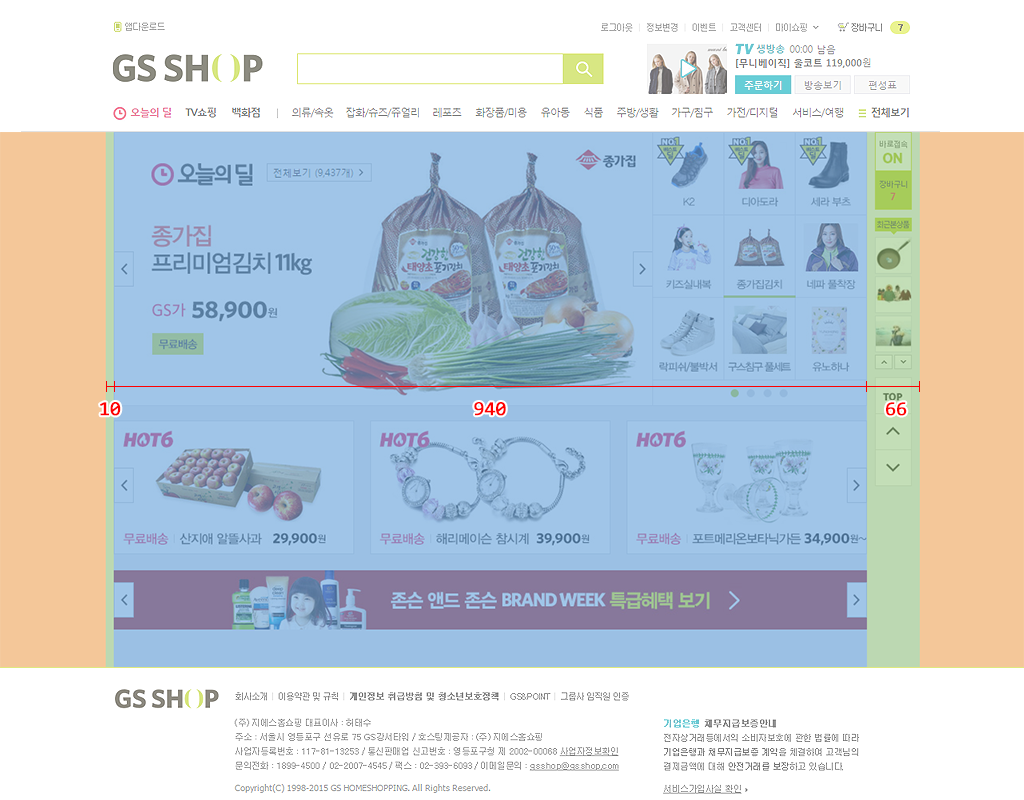 앱다운로드
로그아웃 정보변경 이벤트 고객센터 마이쇼핑 장바구니 7
GS SHOP
TV 생방송 00:00 남음
[무니베이직] 울코트 119,000원
주문하기 방송보기 편성표
오늘의 딜 TV쇼핑 백화점 의류/속옷 잡화/슈즈/쥬얼리 레포츠 화장품/미용 유아동 식품 주방/생활 가구/침구 가전/디지털 서비스/여행 전체보기
오늘의딜 전체보기 (9,437개)
종가집
프리미엄김치 11kg
GS가 58,900원
무료배송
종가집
NO1 NO1 NO1
K2 디아도라 세라 부츠
키즈실내복 종가집김치 네파 풀착장
락피쉬/불박서 구스침구 풀세트 유노하나
바로접속
ON
장바구니
7
최근본상품
TOP
10 940 66
HOT6 HOT6 HOT6
무료배송 산지애 알뜰사과 29,900원
무료배송 해리메이슨 참시계 39,900원
무료배송 포트메리온보타닉가든 34,900원~
존슨 앤드 존슨 BRAND WEEK 특급혜택 보기
GS SHOP
회사소개 이용약관 및 규칙 개인정보 취급방침 및 청소년보호정책 GS&POINT 그룹사 임직원 인증
(주) 지에스홈쇼핑 대표이사 : 허태수
주소 : 서울시 영등포구 선유로 75 GS강서타워 / 호스팅제공자 : (주)지에스홈쇼핑
사업자등록번호 : 117-81-13253 / 통신판매업 신고번호 : 영등포구청 제 2002-00068 사업자정보확인
문의전화 : 1899-4500 / 02-2007-4545 / 팩스 : 02-393-6093 / 이메일문의 : gsshop@gsshop.com
Copyright(C) 1998-2015 GS HOMESHOPPING. All Rights Reserved.
기업은행 채무지급보증안내
전자상거래등에서의 소비자보호에 관한 법률에 따라
기업은행과 채무지급보증 계약을 체결하여 고객님의
결제금액에 대해 안전거래를 보장하고 있습니다.
서비스가입사실 확인